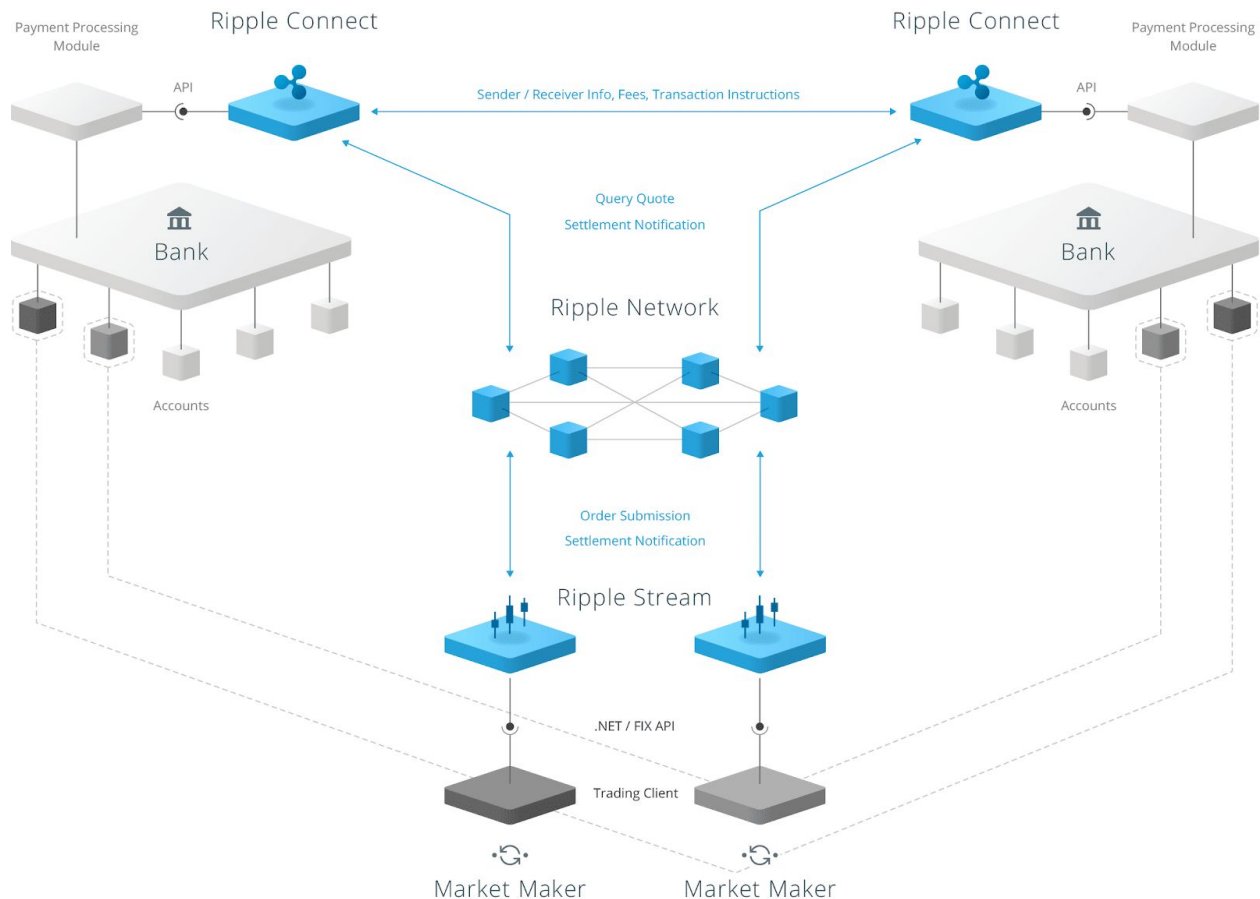 Ripple Connect
Ripple Connect
Payment Processing
Module
Payment Processing
Module
API
Sender / Receiver Info, Fees, Transaction Instructions
API
Query Quote
Settlement Notification
Bank
Bank
Ripple Network
Accounts
Accounts
Order Submission
Settlement Notification
Ripple Stream
.NET / FIX API
Trading Client
Market Maker
Market Maker